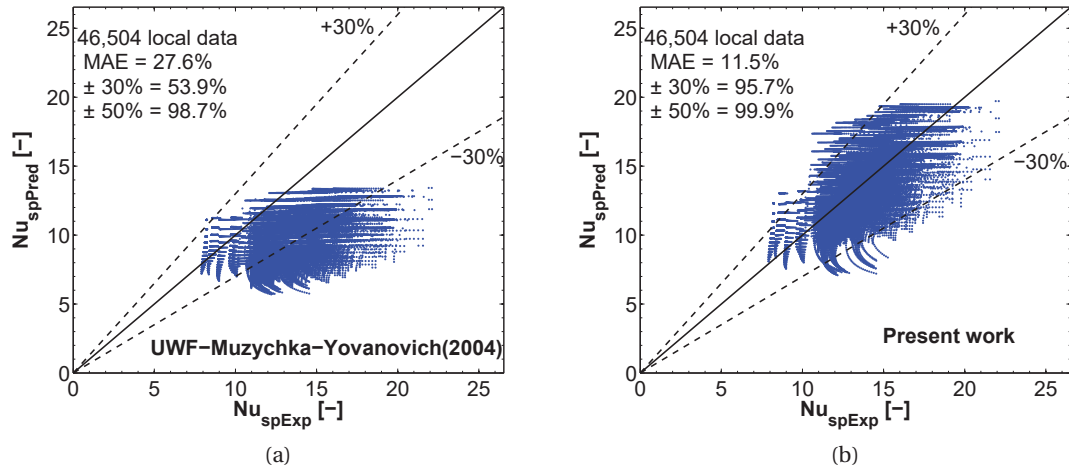 46,504 local data
MAE = 27.6%
± 30% = 53.9%
± 50% = 98.7%
+30%
−30%
UWF−Muzychka−Yovanovich(2004)
25
20
15
10
5
0
0 5 10 15 20 25
Nu_spPred [−]
Nu_spExp [−]
(a)
46,504 local data
MAE = 11.5%
± 30% = 95.7%
± 50% = 99.9%
+30%
−30%
Present work
25
20
15
10
5
0
0 5 10 15 20 25
Nu_spPred [−]
Nu_spExp [−]
(b)